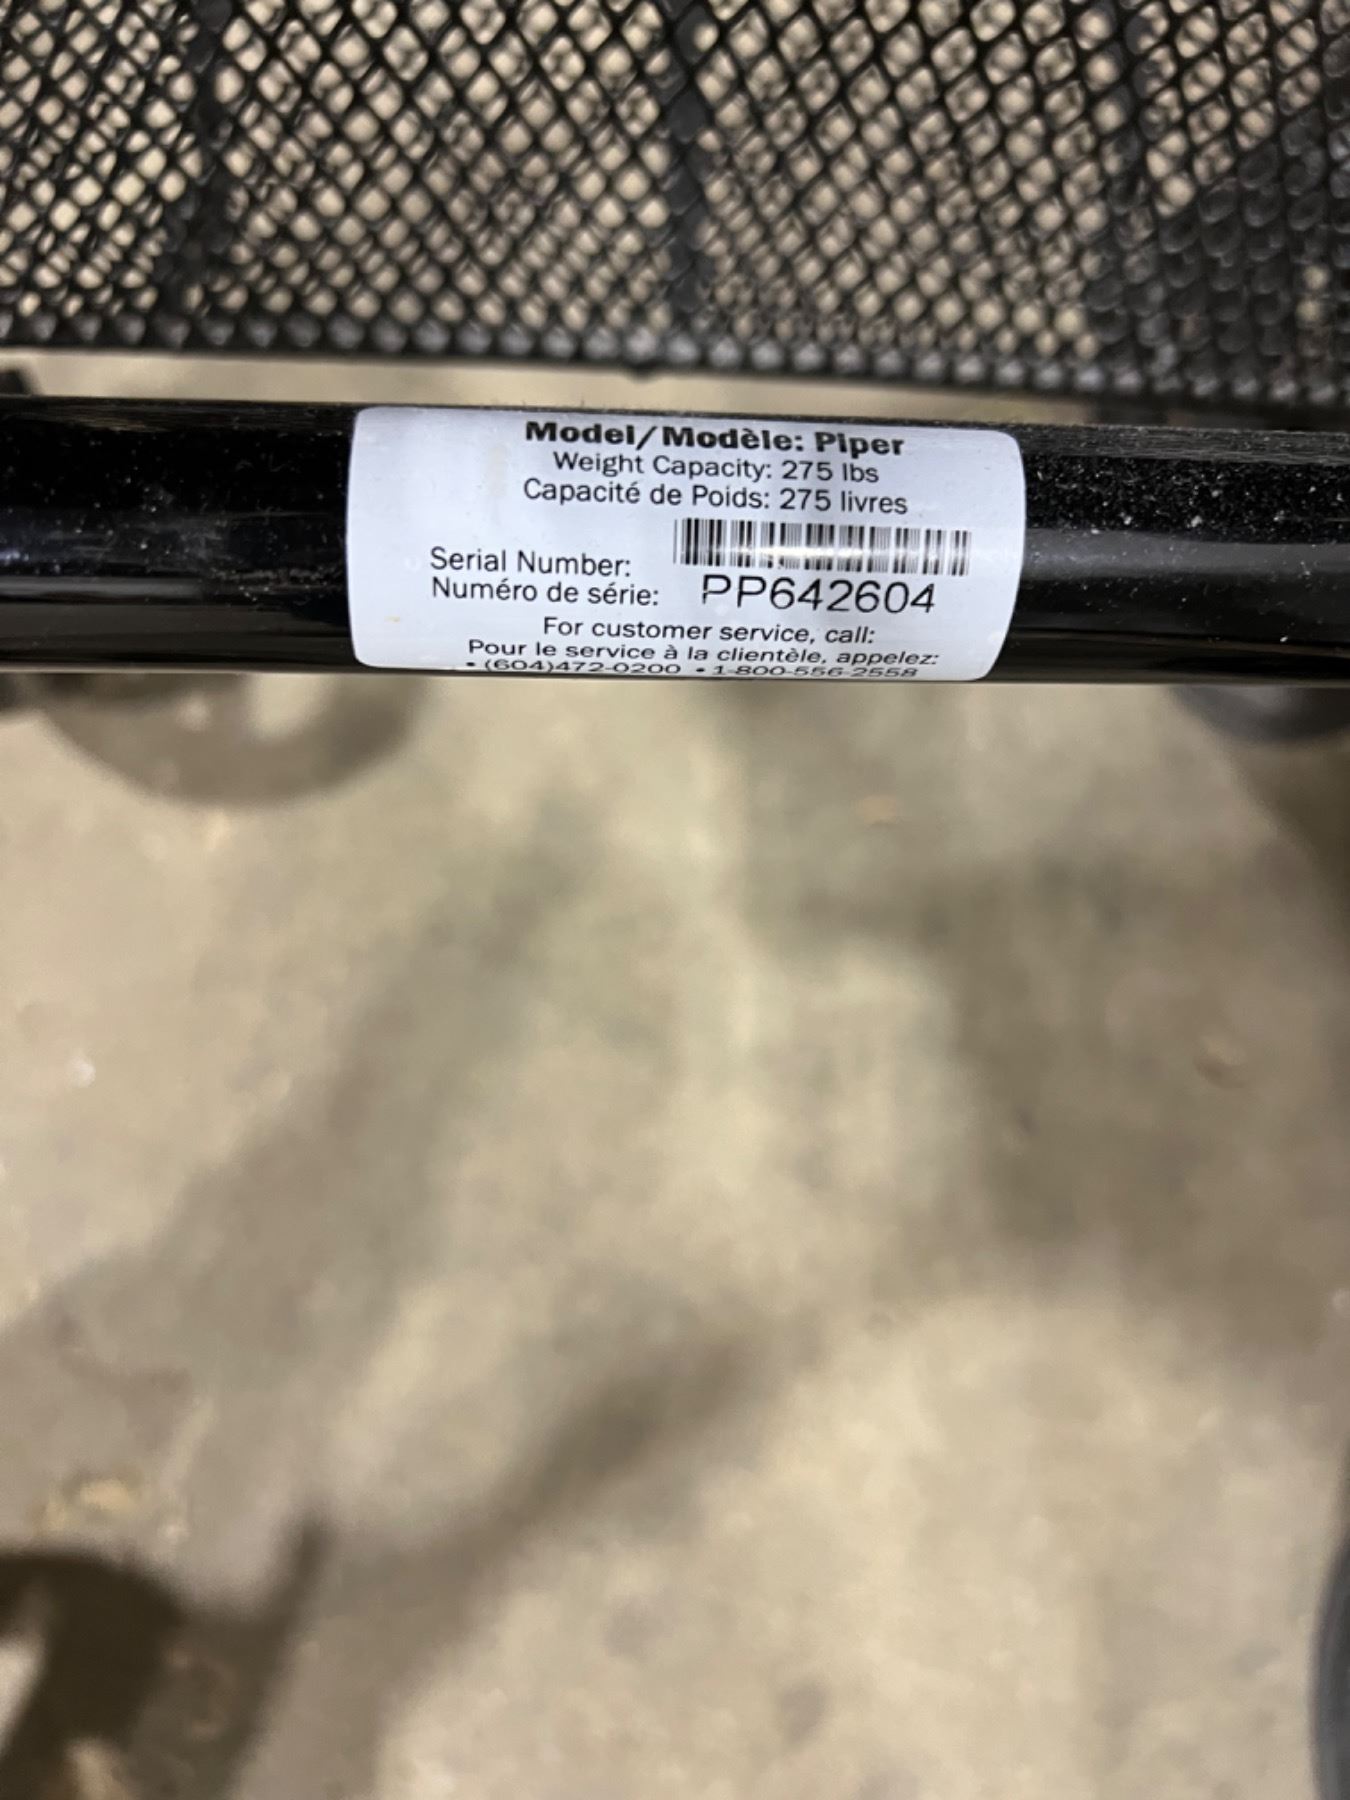 Model/Modèle: Piper
Weight Capacity: 275 lbs
Capacité de Poids: 275 livres
Serial Number:
Numéro de série: PP642604
For customer service, call:
Pour le service à la clientèle, appelez:
• (604)472-0200 • 1-800-556-2558